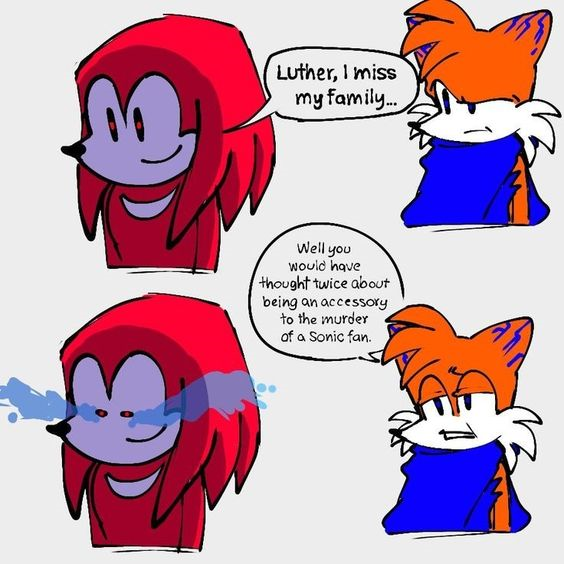 Luther, I miss
my family...
Well you
would have
thought twice about
being an accessory
to the murder
of a Sonic fan.